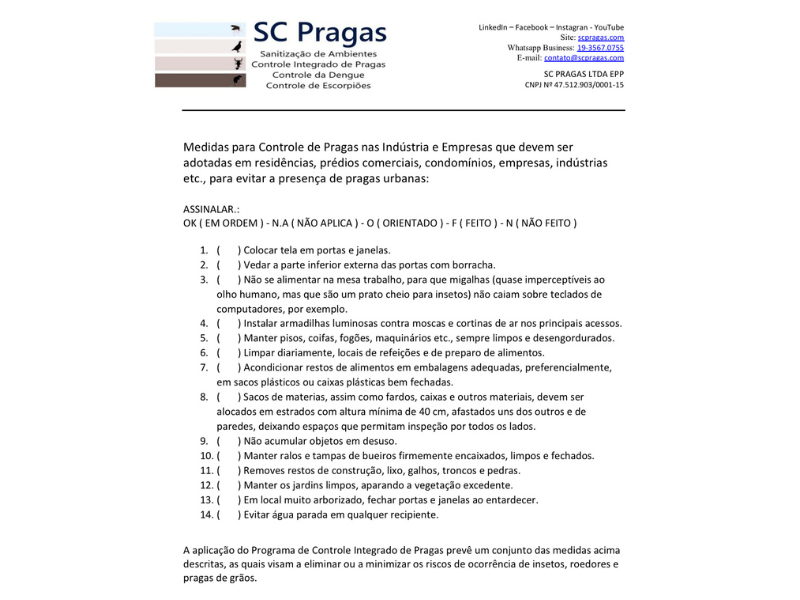 SC Pragas
Sanitização de Ambientes
Controle Integrado de Pragas
Controle da Dengue
Controle de Escorpiões
LinkedIn – Facebook – Instagran - YouTube
Site: scpragas.com
Whatsapp Business: 19-3567.0755
E-mail: contato@scpragas.com
SC PRAGAS LTDA EPP
CNPJ Nº 47.512.903/0001-15
Medidas para Controle de Pragas nas Indústria e Empresas que devem ser
adotadas em residências, prédios comerciais, condomínios, empresas, indústrias
etc., para evitar a presença de pragas urbanas:
ASSINALAR.:
OK ( EM ORDEM ) - N.A ( NÃO APLICA ) - O ( ORIENTADO ) - F ( FEITO ) - N ( NÃO FEITO )
1. ( ) Colocar tela em portas e janelas.
2. ( ) Vedar a parte inferior externa das portas com borracha.
3. ( ) Não se alimentar na mesa trabalho, para que migalhas (quase imperceptíveis ao
olho humano, mas que são um prato cheio para insetos) não caiam sobre teclados de
computadores, por exemplo.
4. ( ) Instalar armadilhas luminosas contra moscas e cortinas de ar nos principais acessos.
5. ( ) Manter pisos, coifas, fogões, maquinários etc., sempre limpos e desengordurados.
6. ( ) Limpar diariamente, locais de refeições e de preparo de alimentos.
7. ( ) Acondicionar restos de alimentos em embalagens adequadas, preferencialmente,
em sacos plásticos ou caixas plásticas bem fechadas.
8. ( ) Sacos de materias, assim como fardos, caixas e outros materiais, devem ser
alocados em estrados com altura mínima de 40 cm, afastados uns dos outros e de
paredes, deixando espaços que permitam inspeção por todos os lados.
9. ( ) Não acumular objetos em desuso.
10. ( ) Manter ralos e tampas de bueiros firmemente encaixados, limpos e fechados.
11. ( ) Removes restos de construção, lixo, galhos, troncos e pedras.
12. ( ) Manter os jardins limpos, aparando a vegetação excedente.
13. ( ) Em local muito arborizado, fechar portas e janelas ao entardecer.
14. ( ) Evitar água parada em qualquer recipiente.
A aplicação do Programa de Controle Integrado de Pragas prevê um conjunto das medidas acima
descritas, as quais visam a eliminar ou a minimizar os riscos de ocorrência de insetos, roedores e
pragas de grãos.